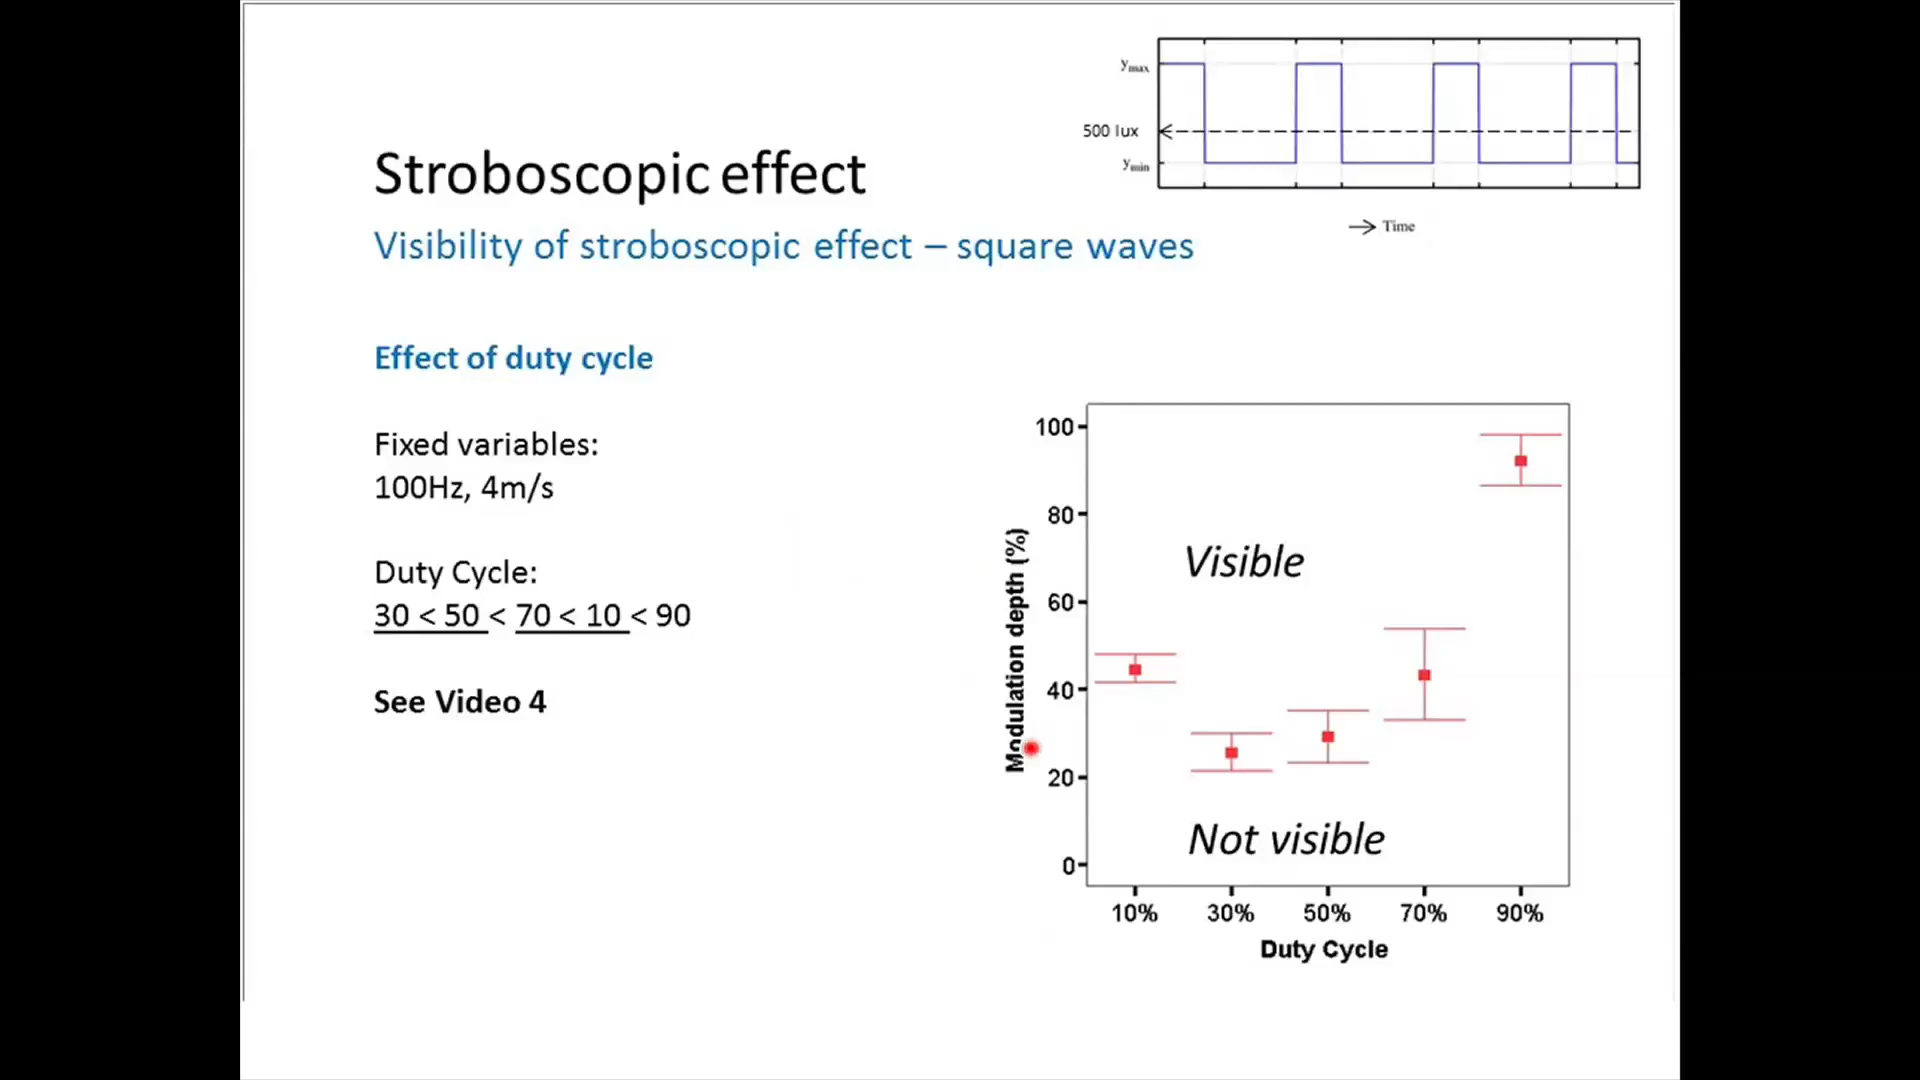 y max
500 lux
y min
Time
Stroboscopic effect
Visibility of stroboscopic effect – square waves
Effect of duty cycle
Fixed variables:
100Hz, 4m/s
Duty Cycle:
30 < 50 < 70 < 10 < 90
See Video 4
Modulation depth (%)
100
80
60
40
20
0
Visible
Not visible
10% 30% 50% 70% 90%
Duty Cycle